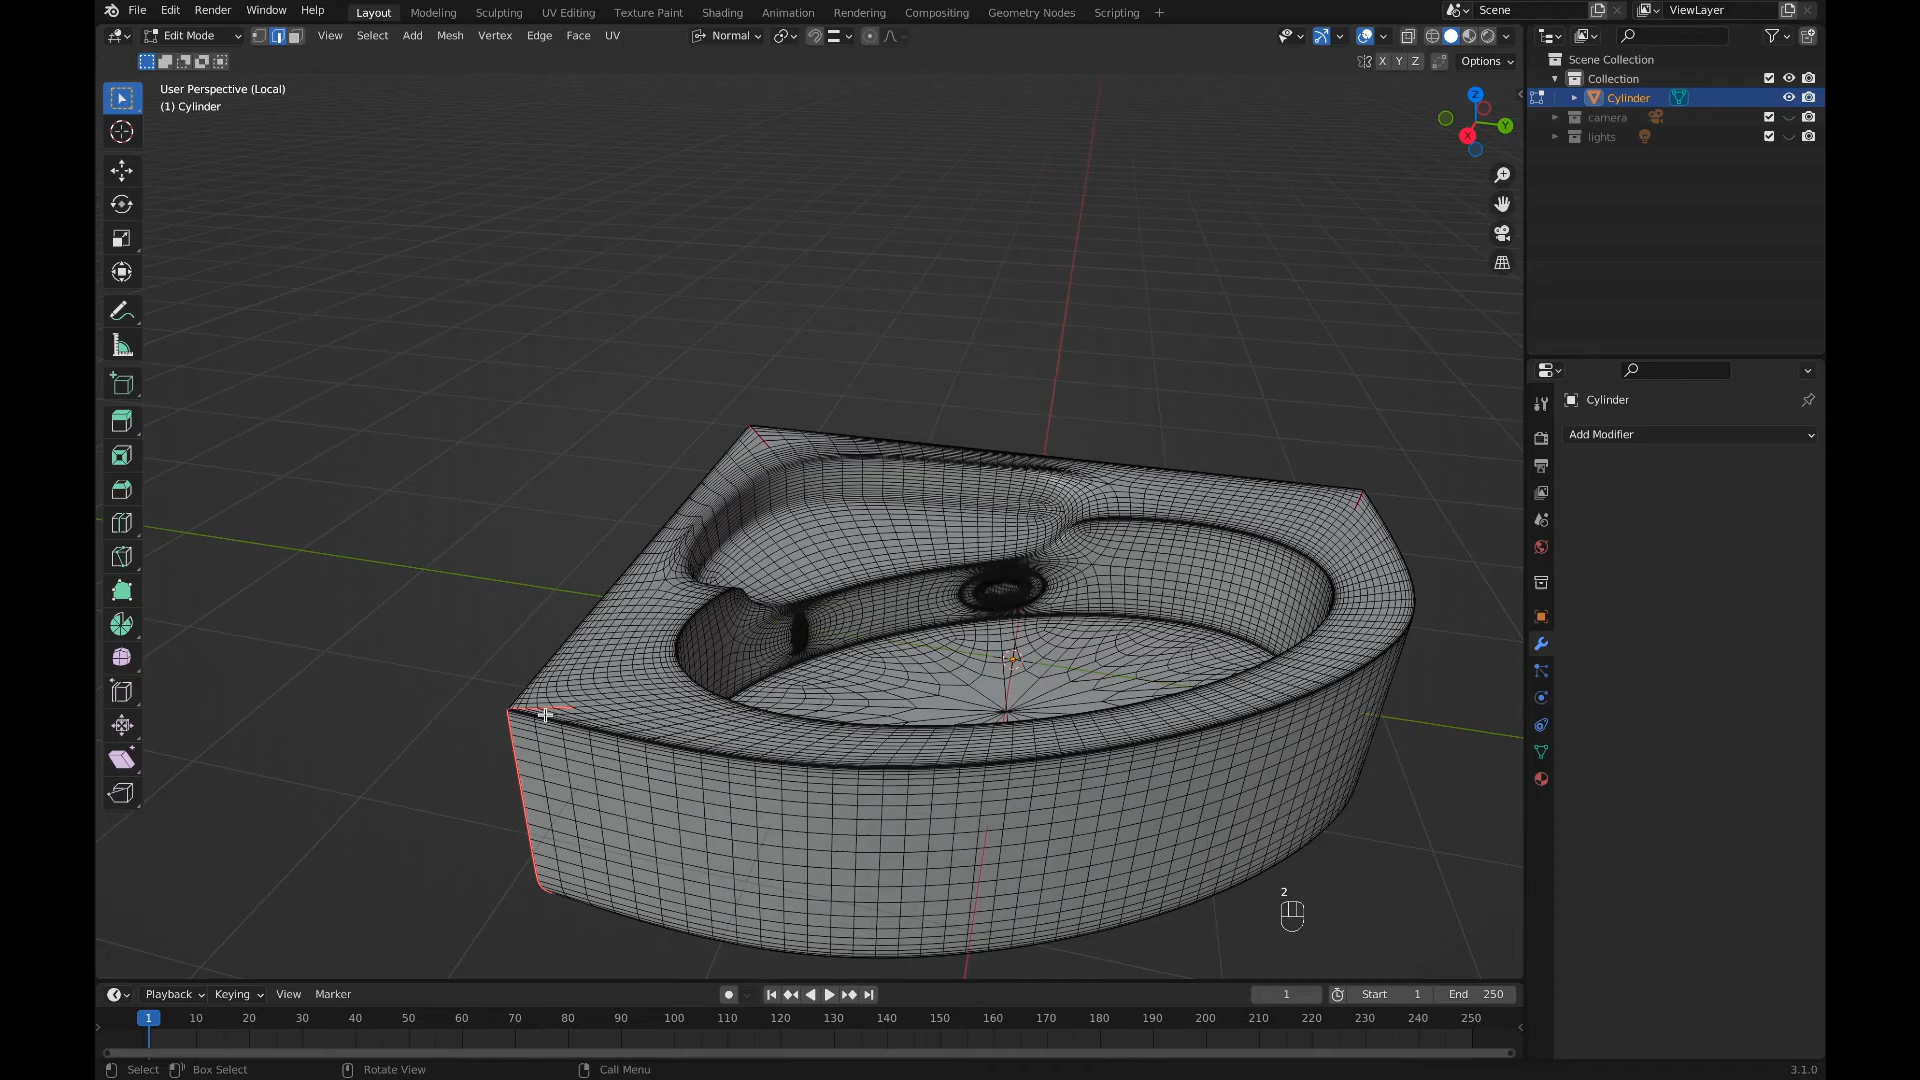 File Edit Render Window Help
Layout Modeling Sculpting UV Editing Texture Paint Shading Animation Rendering Compositing Geometry Nodes Scripting +
Scene
ViewLayer
Edit Mode
View Select Add Mesh Vertex Edge Face UV
Normal
X Y Z
Options
User Perspective (Local)
(1) Cylinder
Z
Y
X
Scene Collection
Collection
Cylinder
camera
lights
Cylinder
Add Modifier
2
Playback Keying View Marker
1
Start 1
End 250
1 10 20 30 40 50 60 70 80 90 100 110 120 130 140 150 160 170 180 190 200 210 220 230 240 250
Select Box Select Rotate View Call Menu
3.1.0